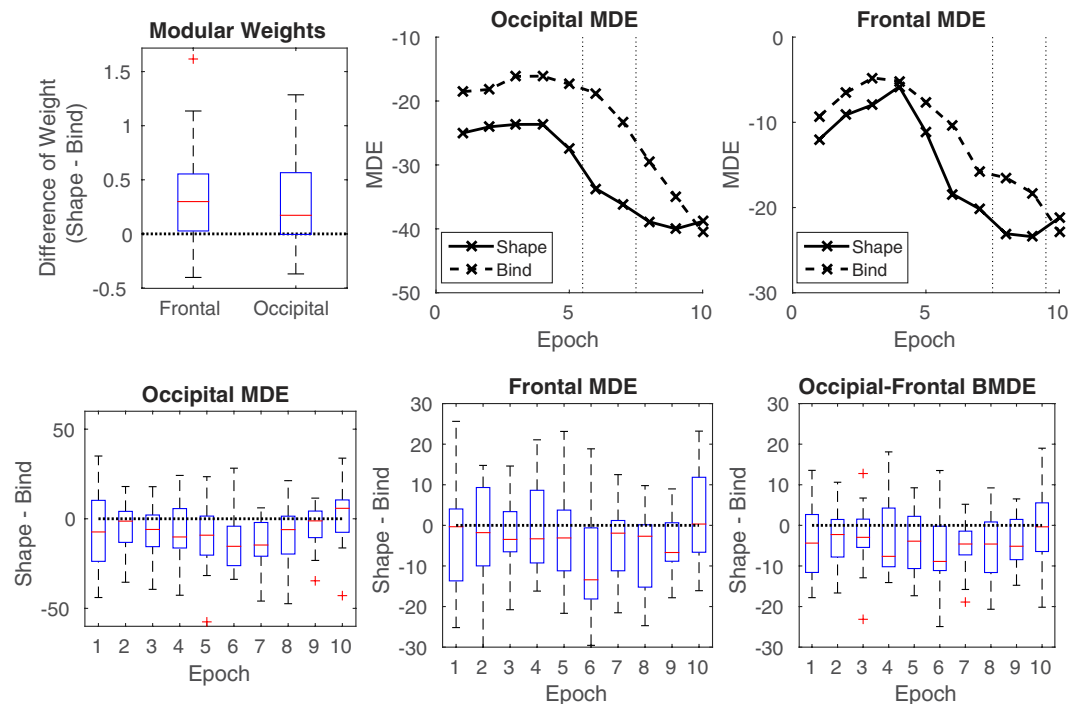 Modular Weights
Difference of Weight
(Shape - Bind)
1.5
1
0.5
0
-0.5
Frontal
Occipital
Occipital MDE
MDE
-10
-20
-30
-40
-50
Shape
Bind
0
5
10
Epoch
Frontal MDE
MDE
0
-10
-20
-30
Shape
Bind
0
5
10
Epoch
Occipital MDE
Shape - Bind
50
0
-50
1 2 3 4 5 6 7 8 9 10
Epoch
Frontal MDE
Shape - Bind
30
20
10
0
-10
-20
-30
1 2 3 4 5 6 7 8 9 10
Epoch
Occipial-Frontal BMDE
Shape - Bind
30
20
10
0
-10
-20
-30
1 2 3 4 5 6 7 8 9 10
Epoch